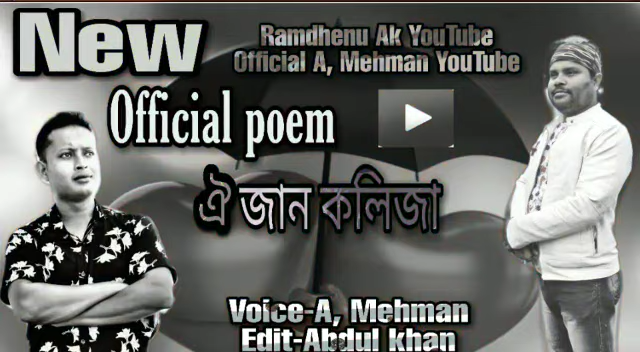 New
Ramdhenu Ak YouTube
Official A, Mehman YouTube
Official poem
ঐ জান কলিজা
Voice-A, Mehman
Edit-Abdul khan